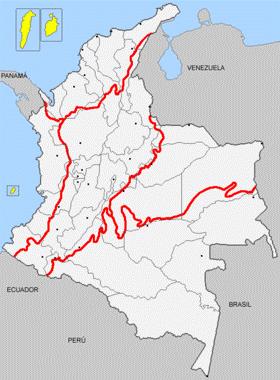 PANAMÁ
VENEZUELA
ECUADOR
BRASIL
PERÚ